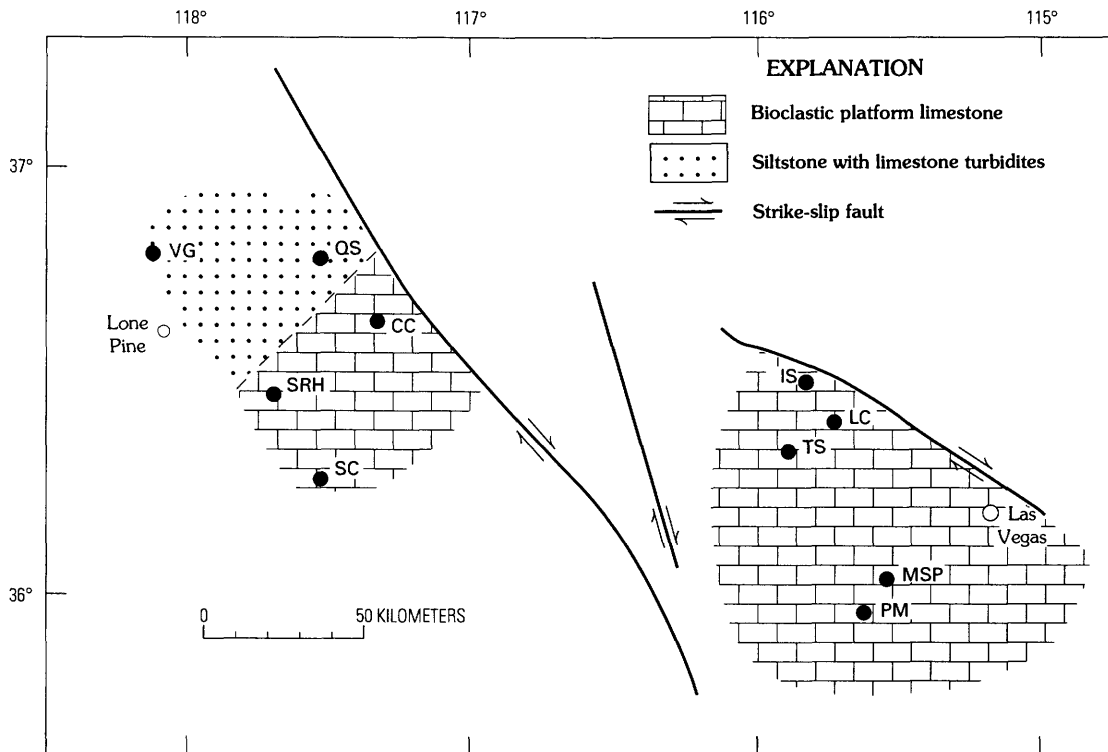 118°
117°
116°
115°
EXPLANATION
Bioclastic platform limestone
37°
Siltstone with limestone turbidites
Strike-slip fault
VG
QS
Lone
Pine
CC
SRH
IS
LC
TS
SC
Las
Vegas
MSP
36°
PM
0
50 KILOMETERS